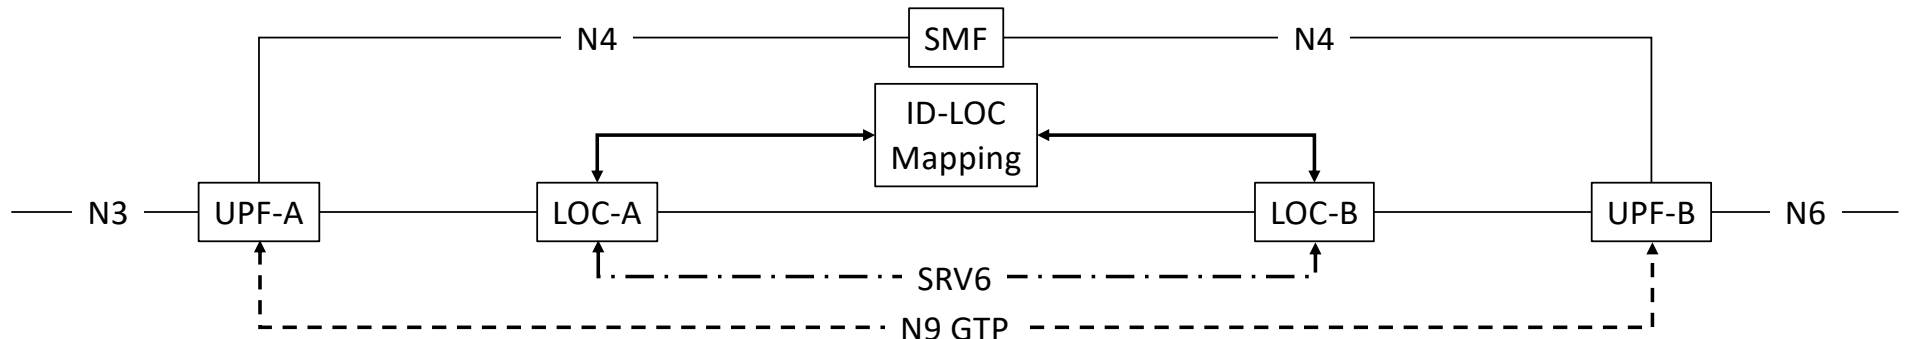 N4
SMF
N4
ID-LOC
Mapping
N3
UPF-A
LOC-A
LOC-B
UPF-B
N6
SRV6
N9 GTP